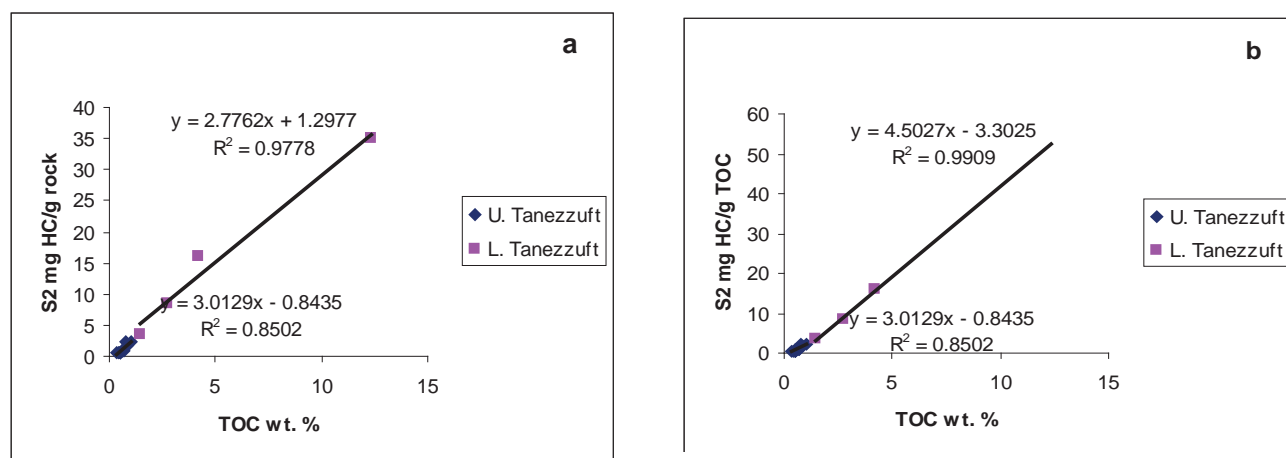 a
40
35
30
25
20
15
10
5
0
S2 mg HC/g rock
y = 2.7762x + 1.2977
R² = 0.9778
y = 3.0129x - 0.8435
R² = 0.8502
0 5 10 15
TOC wt. %
U. Tanezzuft
L. Tanezzuft
b
60
50
40
30
20
10
0
S2 mg HC/g TOC
y = 4.5027x - 3.3025
R² = 0.9909
y = 3.0129x - 0.8435
R² = 0.8502
0 5 10 15
TOC wt. %
U. Tanezzuft
L. Tanezzuft